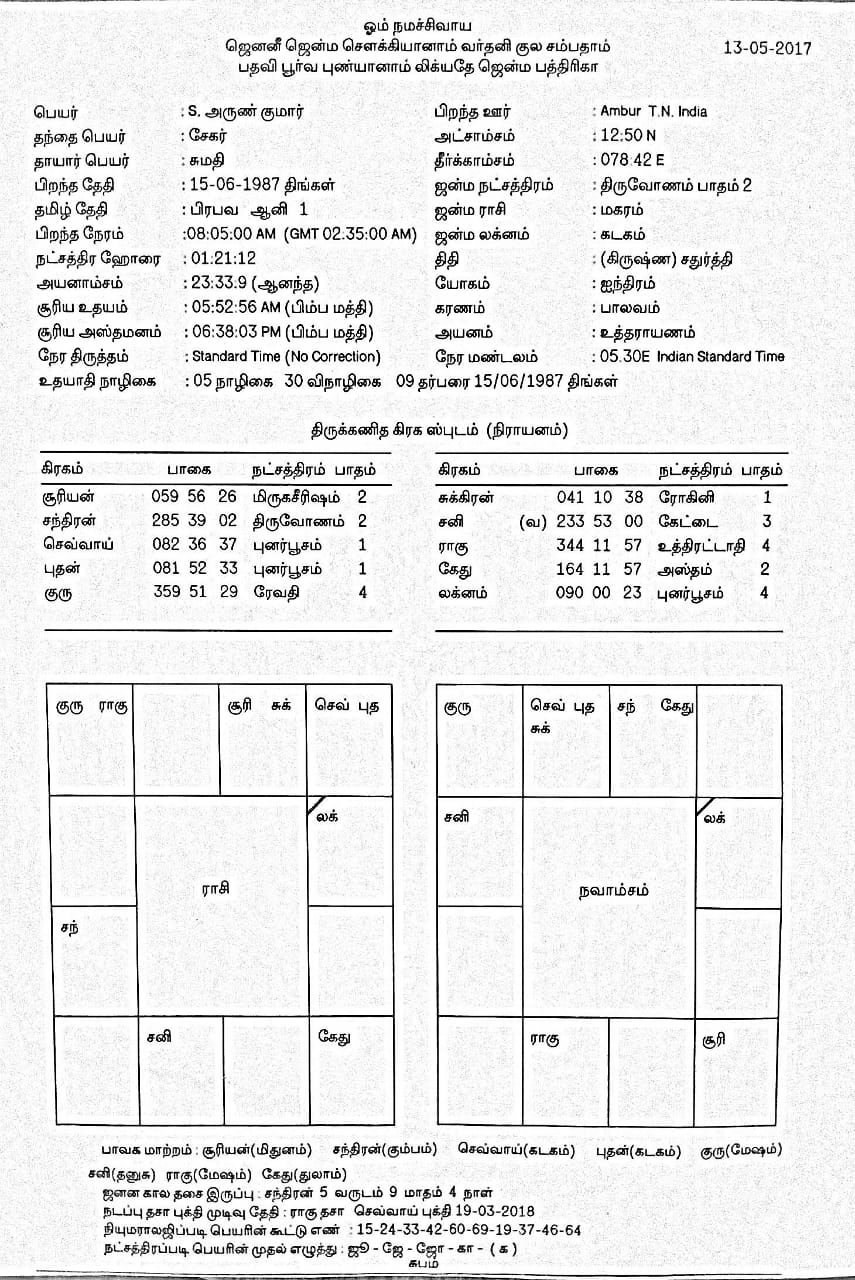 ஓம் நமச்சிவாய
ஜெனனீ ஜென்ம சௌக்கியானாம் வர்தனி குல சம்பதாம்
13-05-2017
பதவி பூர்வ புண்யானாம் லிக்யதே ஜென்ம பத்திரிகா
பெயர் : S. அருண் குமார் பிறந்த ஊர் : Ambur T.N. India
தந்தை பெயர் : சேகர் அட்சாம்சம் : 12:50 N
தாயார் பெயர் : சுமதி தீர்க்காம்சம் : 078:42 E
பிறந்த தேதி : 15-06-1987 திங்கள் ஜன்ம நட்சத்திரம் : திருவோணம் பாதம் 2
தமிழ் தேதி : பிரபவ ஆனி 1 ஜன்ம ராசி : மகரம்
பிறந்த நேரம் :08:05:00 AM (GMT 02:35:00 AM) ஜன்ம லக்னம் : கடகம்
நட்சத்திர ஹோரை : 01:21:12 திதி : (கிருஷ்ண) சதுர்த்தி
அயனாம்சம் : 23:33.9 (ஆனந்த) யோகம் : ஐந்திரம்
சூரிய உதயம் : 05:52:56 AM (பிம்ப மத்தி) கரணம் : பாலவம்
சூரிய அஸ்தமனம் : 06:38:03 PM (பிம்ப மத்தி) அயனம் : உத்தராயணம்
நேர திருத்தம் : Standard Time (No Correction) நேர மண்டலம் : 05.30E Indian Standard Time
உதயாதி நாழிகை : 05 நாழிகை 30 விநாழிகை 09 தர்பரை 15/06/1987 திங்கள்
திருக்கணித கிரக ஸ்புடம் (நிராயனம்)
கிரகம் பாகை நட்சத்திரம் பாதம் கிரகம் பாகை நட்சத்திரம் பாதம்
சூரியன் 059 56 26 மிருகசீரிஷம் 2 சுக்கிரன் 041 10 38 ரோகினி 1
சந்திரன் 285 39 02 திருவோணம் 2 சனி (வ) 233 53 00 கேட்டை 3
செவ்வாய் 082 36 37 புனர்பூசம் 1 ராகு 344 11 57 உத்திரட்டாதி 4
புதன் 081 52 33 புனர்பூசம் 1 கேது 164 11 57 அஸ்தம் 2
குரு 359 51 29 ரேவதி 4 லக்னம் 090 00 23 புனர்பூசம் 4
குரு ராகு சூரி சுக் செவ் புத
லக்
ராசி
சந்
சனி கேது
குரு செவ் புத சந் கேது
சுக்
சனி லக்
நவாம்சம்
ராகு சூரி
பாவக மாற்றம் : சூரியன்(மிதுனம்) சந்திரன்(கும்பம்) செவ்வாய்(கடகம்) புதன்(கடகம்) குரு(மேஷம்)
சனி(தனுசு) ராகு(மேஷம்) கேது(துலாம்)
ஜனன கால தசை இருப்பு : சந்திரன் 5 வருடம் 9 மாதம் 4 நாள்
நடப்பு தசா புக்தி முடிவு தேதி : ராகு தசா செவ்வாய் புக்தி 19-03-2018
நியுமராலஜிப்படி பெயரின் கூட்டு எண் : 15-24-33-42-60-69-19-37-46-64
நட்சத்திரப்படி பெயரின் முதல் எழுத்து : ஜூ - ஜே - ஜோ - கா - ( க )
சுபம்